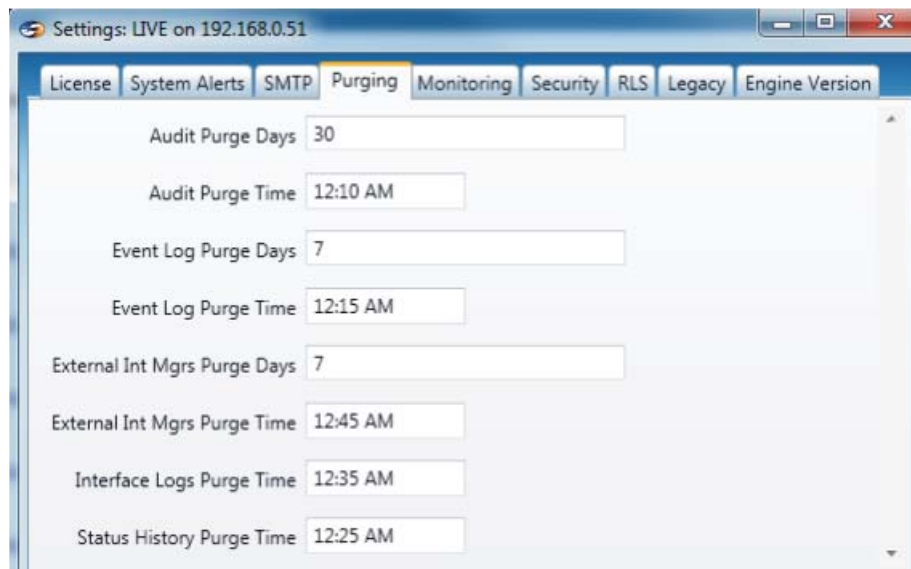 Settings: LIVE on 192.168.0.51
License System Alerts SMTP Purging Monitoring Security RLS Legacy Engine Version
Audit Purge Days 30
Audit Purge Time 12:10 AM
Event Log Purge Days 7
Event Log Purge Time 12:15 AM
External Int Mgrs Purge Days 7
External Int Mgrs Purge Time 12:45 AM
Interface Logs Purge Time 12:35 AM
Status History Purge Time 12:25 AM